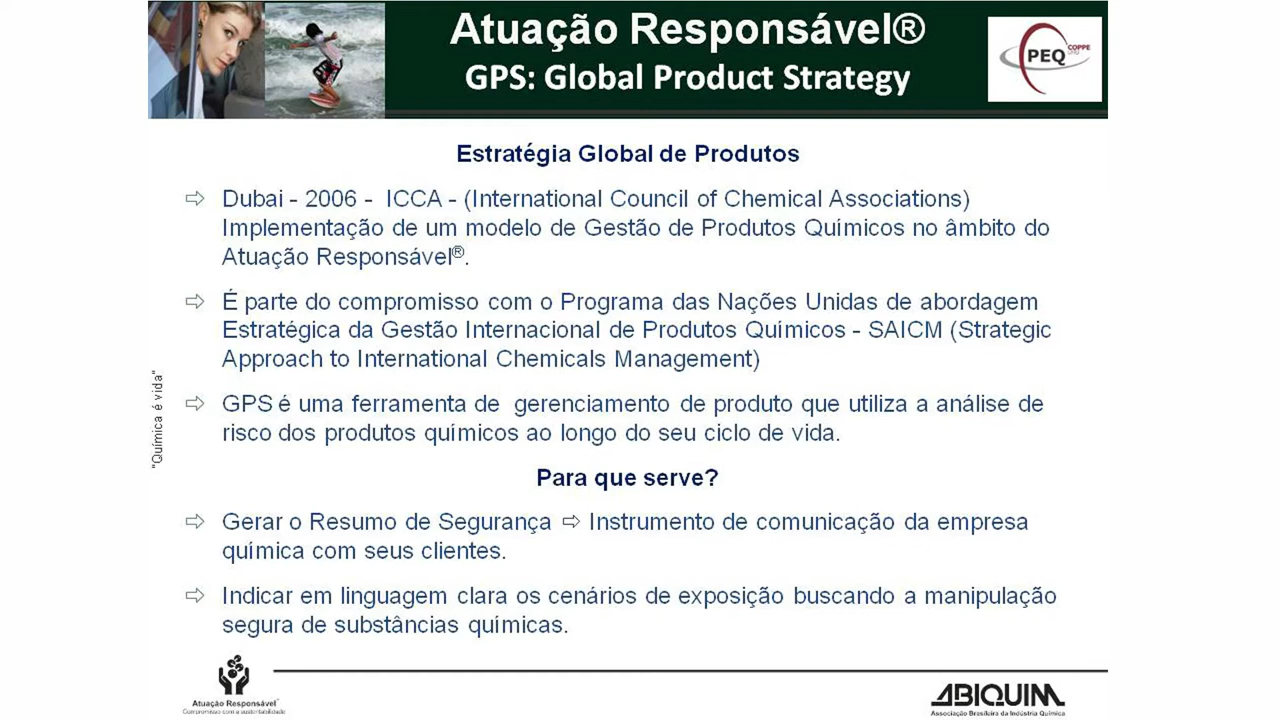 Atuação Responsável®
GPS: Global Product Strategy
PEQ COPPE
Estratégia Global de Produtos
⇨ Dubai - 2006 - ICCA - (International Council of Chemical Associations)
Implementação de um modelo de Gestão de Produtos Químicos no âmbito do
Atuação Responsável®.
⇨ É parte do compromisso com o Programa das Nações Unidas de abordagem
Estratégica da Gestão Internacional de Produtos Químicos - SAICM (Strategic
Approach to International Chemicals Management)
⇨ GPS é uma ferramenta de gerenciamento de produto que utiliza a análise de
risco dos produtos químicos ao longo do seu ciclo de vida.
Para que serve?
⇨ Gerar o Resumo de Segurança ⇨ Instrumento de comunicação da empresa
química com seus clientes.
⇨ Indicar em linguagem clara os cenários de exposição buscando a manipulação
segura de substâncias químicas.
"Química é vida"
Atuação Responsável
Compromisso com a sustentabilidade
ABIQUIM
Associação Brasileira da Indústria Química